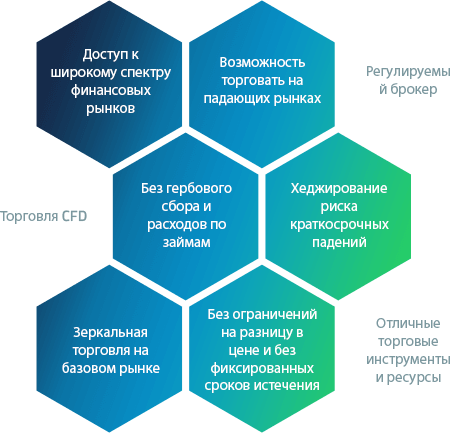 Доступ к
широкому спектру
финансовых
рынков
Возможность
торговать на
падающих рынках
Регулируемы
й брокер
Торговля CFD
Без гербового
сбора и
расходов по
займам
Хеджирование
риска
краткосрочных
падений
Зеркальная
торговля на
базовом рынке
Без ограничений
на разницу в
цене и без
фиксированных
сроков истечения
Отличные
торговые
инструменты
и ресурсы